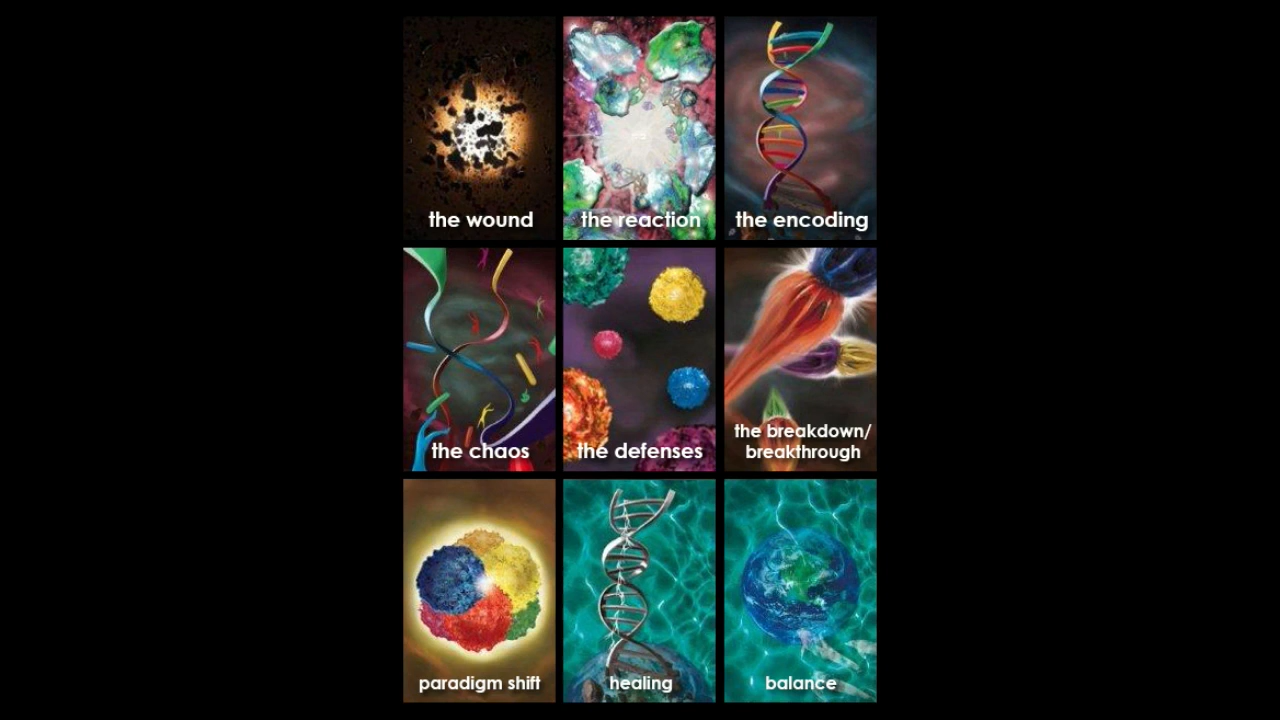 the wound
the reaction
the encoding
the chaos
the defenses
the breakdown/
breakthrough
paradigm shift
healing
balance